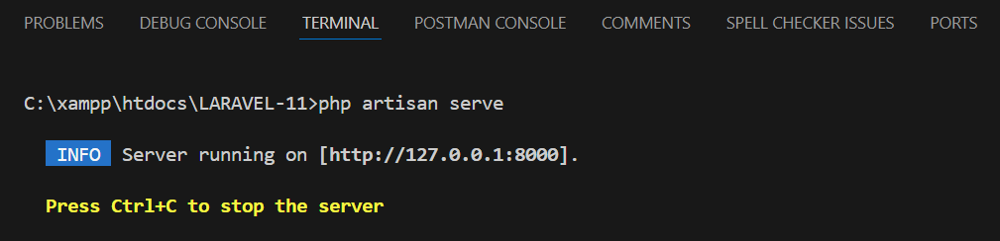 PROBLEMS DEBUG CONSOLE TERMINAL POSTMAN CONSOLE COMMENTS SPELL CHECKER ISSUES PORTS
C:\xampp\htdocs\LARAVEL-11>php artisan serve
INFO Server running on [http://127.0.0.1:8000].
Press Ctrl+C to stop the server